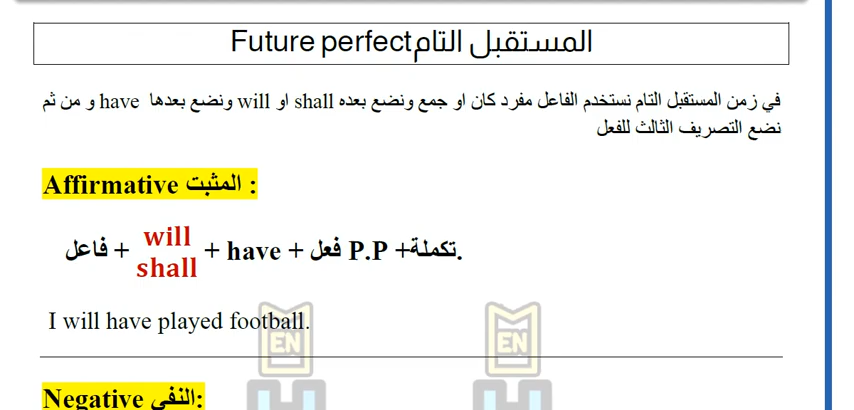 Future perfect المستقبل التام
في زمن المستقبل التام نستخدم الفاعل مفرد كان او جمع ونضع بعده shall او will ونضع بعدها have و من ثم
نضع التصريف الثالث للفعل
Affirmative المثبت :
فاعل + will shall + have + فعل P.P +تكملة.
I will have played football.
EN EN
Negative النفي: